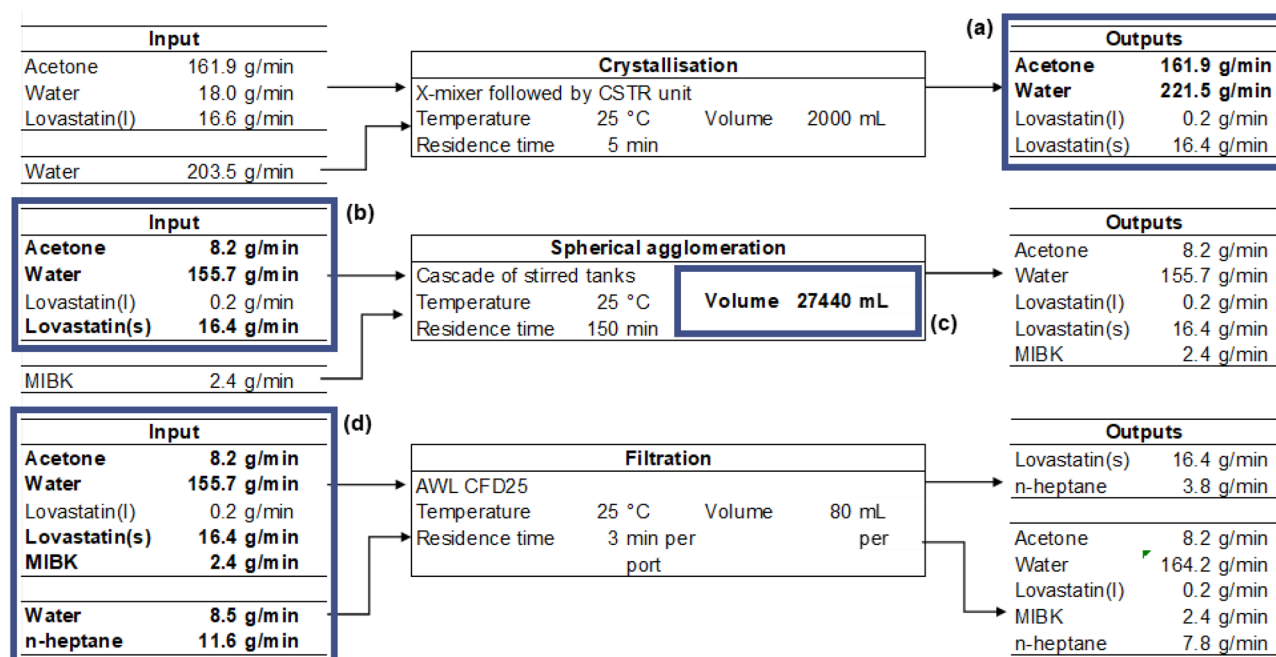 (a)
Input
Acetone 161.9 g/min
Water 18.0 g/min
Lovastatin(l) 16.6 g/min
Water 203.5 g/min
Crystallisation
X-mixer followed by CSTR unit
Temperature 25 °C Volume 2000 mL
Residence time 5 min
Outputs
Acetone 161.9 g/min
Water 221.5 g/min
Lovastatin(l) 0.2 g/min
Lovastatin(s) 16.4 g/min
(b)
Input
Acetone 8.2 g/min
Water 155.7 g/min
Lovastatin(l) 0.2 g/min
Lovastatin(s) 16.4 g/min
MIBK 2.4 g/min
Spherical agglomeration
Cascade of stirred tanks
Temperature 25 °C
Residence time 150 min
Volume 27440 mL
(c)
Outputs
Acetone 8.2 g/min
Water 155.7 g/min
Lovastatin(l) 0.2 g/min
Lovastatin(s) 16.4 g/min
MIBK 2.4 g/min
(d)
Input
Acetone 8.2 g/min
Water 155.7 g/min
Lovastatin(l) 0.2 g/min
Lovastatin(s) 16.4 g/min
MIBK 2.4 g/min
Water 8.5 g/min
n-heptane 11.6 g/min
Filtration
AWL CFD25
Temperature 25 °C Volume 80 mL
Residence time 3 min per per
port
Outputs
Lovastatin(s) 16.4 g/min
n-heptane 3.8 g/min
Acetone 8.2 g/min
Water 164.2 g/min
Lovastatin(l) 0.2 g/min
MIBK 2.4 g/min
n-heptane 7.8 g/min